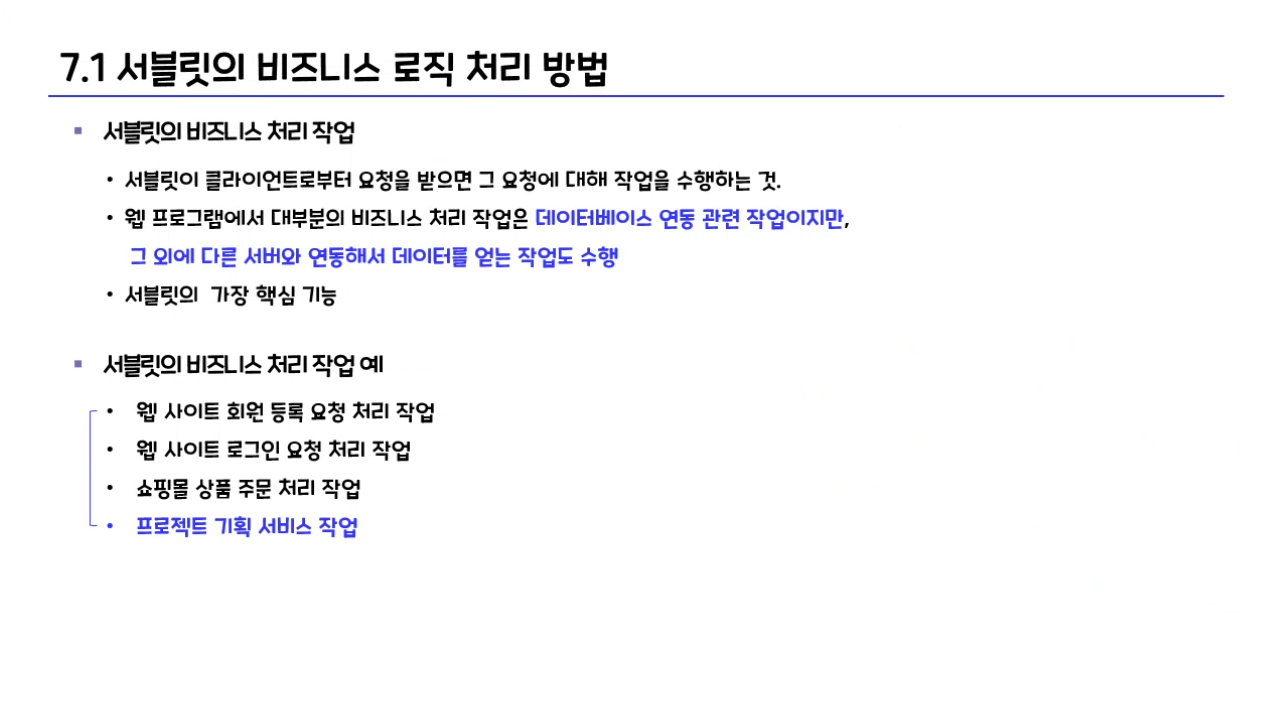 7.1 서블릿의 비즈니스 로직 처리 방법
▪ 서블릿의 비즈니스 처리 작업
• 서블릿이 클라이언트로부터 요청을 받으면 그 요청에 대해 작업을 수행하는 것.
• 웹 프로그램에서 대부분의 비즈니스 처리 작업은 데이터베이스 연동 관련 작업이지만,
그 외에 다른 서버와 연동해서 데이터를 얻는 작업도 수행
• 서블릿의 가장 핵심 기능
▪ 서블릿의 비즈니스 처리 작업 예
• 웹 사이트 회원 등록 요청 처리 작업
• 웹 사이트 로그인 요청 처리 작업
• 쇼핑몰 상품 주문 처리 작업
• 프로젝트 기획 서비스 작업